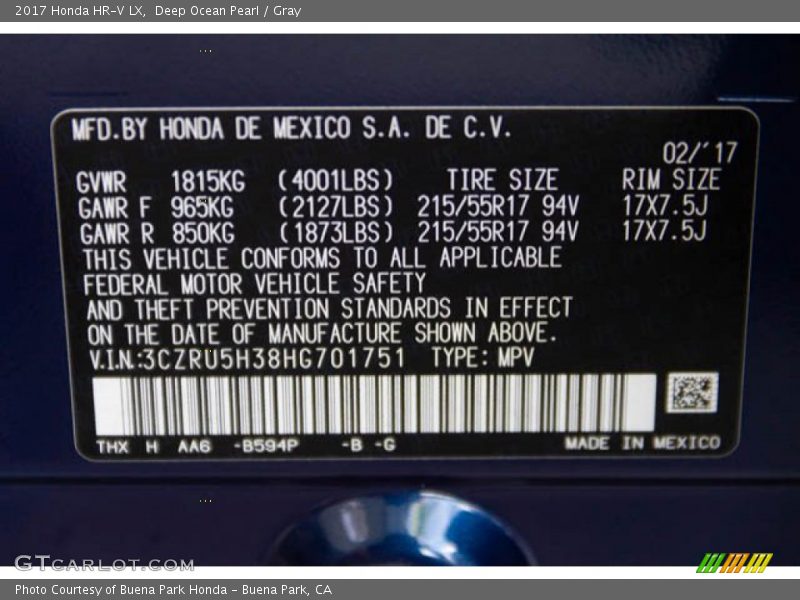 2017 Honda HR-V LX, Deep Ocean Pearl / Gray
MFD.BY HONDA DE MEXICO S.A. DE C.V.
02/'17
GVWR 1815KG (4001LBS) TIRE SIZE RIM SIZE
GAWR F 965KG (2127LBS) 215/55R17 94V 17X7.5J
GAWR R 850KG (1873LBS) 215/55R17 94V 17X7.5J
THIS VEHICLE CONFORMS TO ALL APPLICABLE
FEDERAL MOTOR VEHICLE SAFETY
AND THEFT PREVENTION STANDARDS IN EFFECT
ON THE DATE OF MANUFACTURE SHOWN ABOVE.
V.I.N.:3CZRU5H38HG701751 TYPE: MPV
THX H AA6 -B594P -B -G MADE IN MEXICO
GTCARLOT.COM
Photo Courtesy of Buena Park Honda - Buena Park, CA